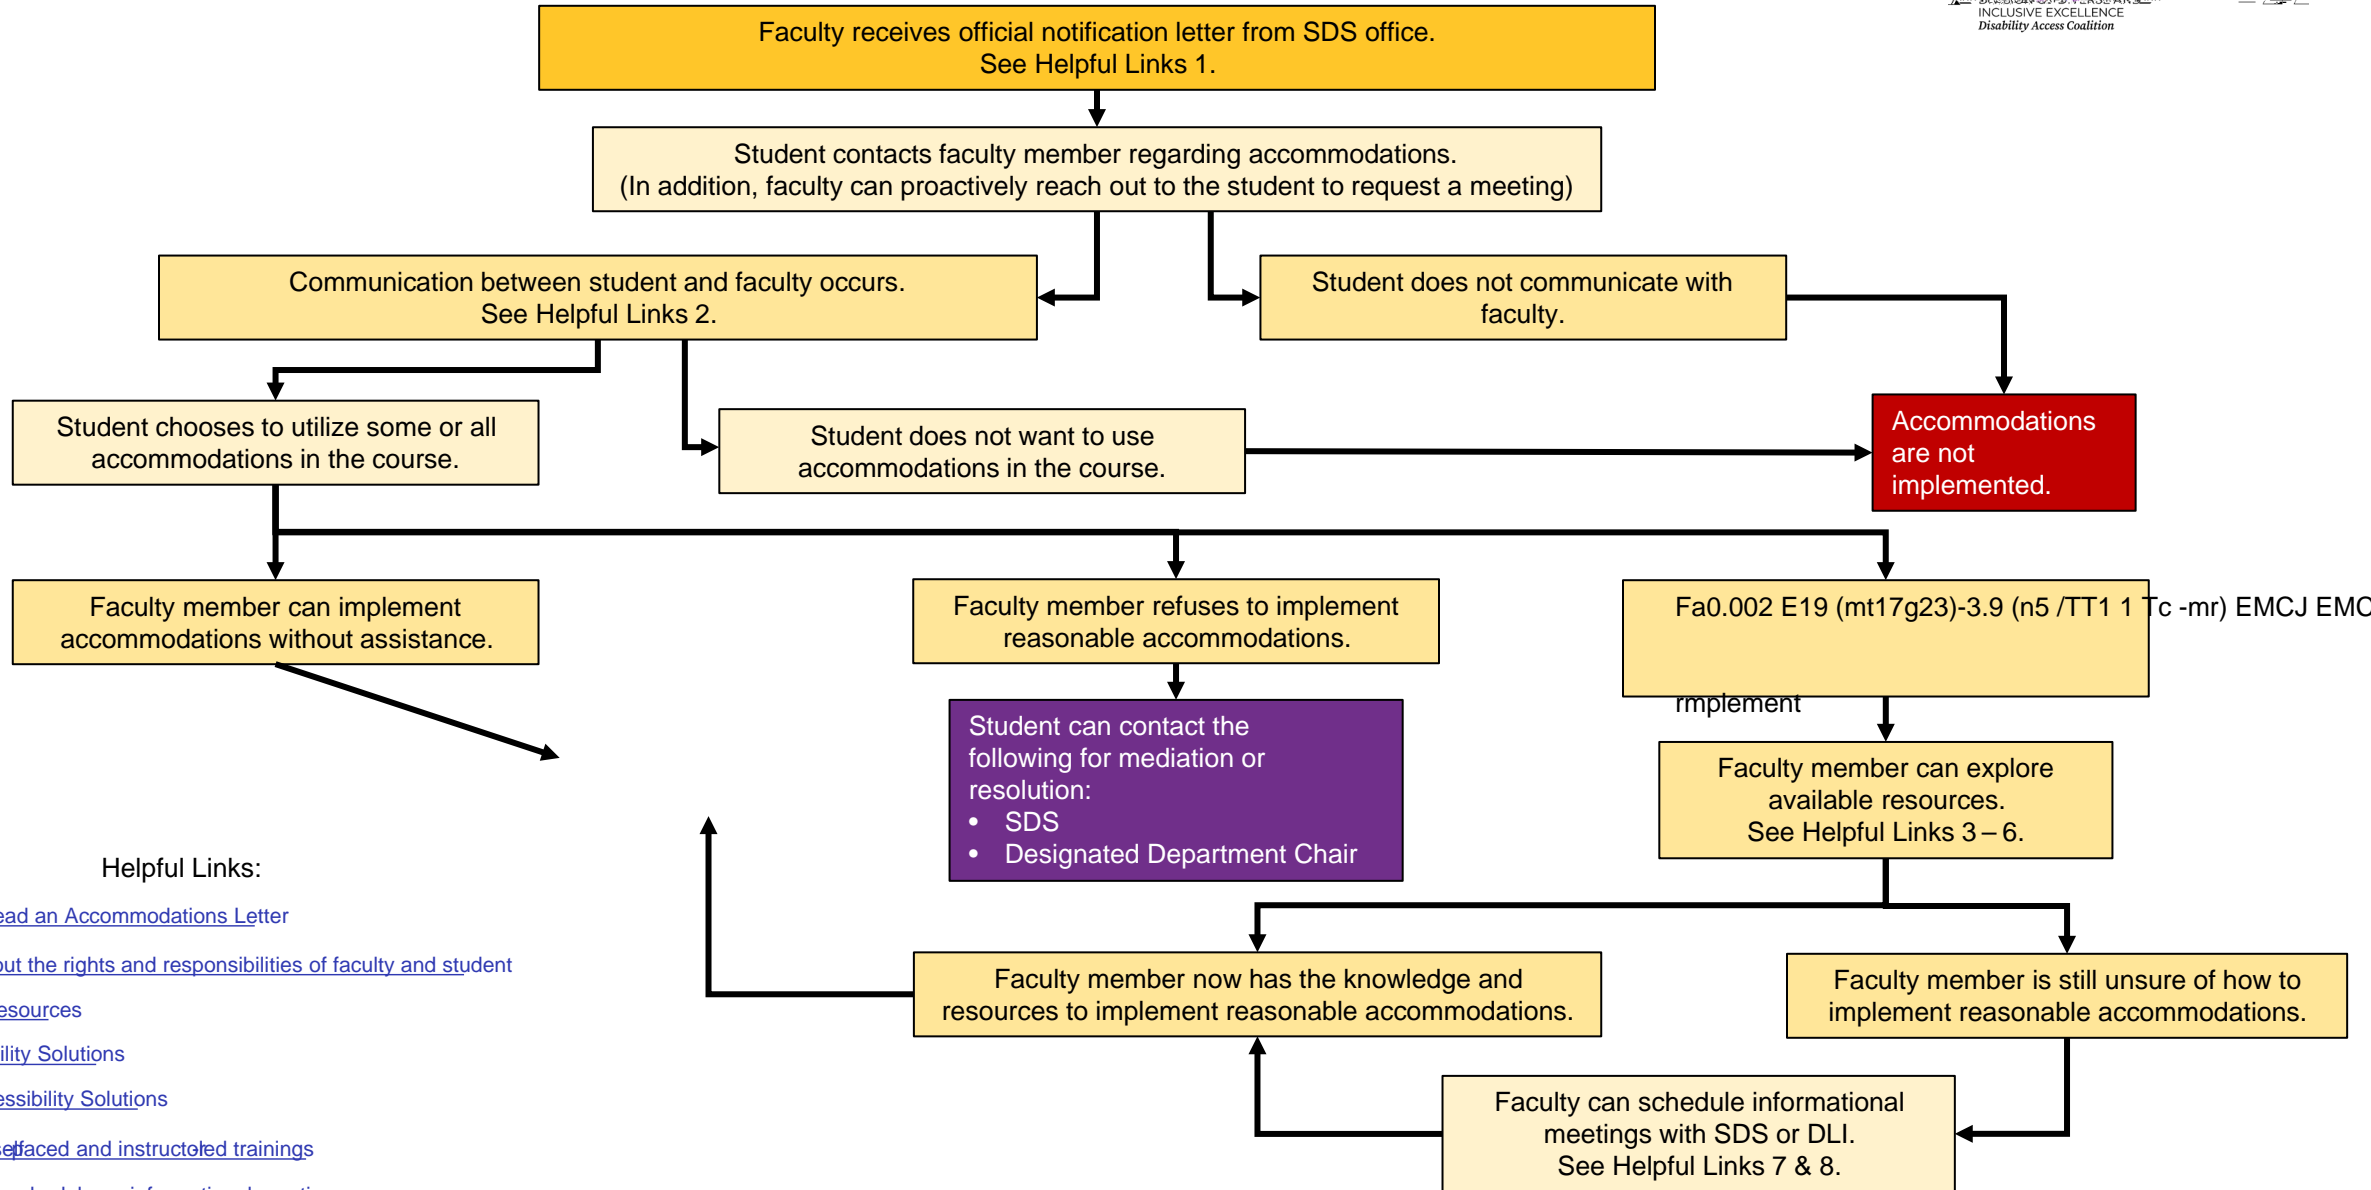 INCLUSIVE EXCELLENCE
Disability Access Coalition
Faculty receives official notification letter from SDS office.
See Helpful Links 1.
Student contacts faculty member regarding accommodations.
(In addition, faculty can proactively reach out to the student to request a meeting)
Communication between student and faculty occurs.
See Helpful Links 2.
Student does not communicate with
faculty.
Student chooses to utilize some or all
accommodations in the course.
Student does not want to use
accommodations in the course.
Accommodations
are not
implemented.
Faculty member can implement
accommodations without assistance.
Faculty member refuses to implement
reasonable accommodations.
Fa0.002 E19 (mt17g23)-3.9 (n5 /TT1 1 Tc -mr) EMCJ EMC
rmplement
Student can contact the
following for mediation or
resolution:
• SDS
• Designated Department Chair
Faculty member can explore
available resources.
See Helpful Links 3 – 6.
Helpful Links:
ead an Accommodations Letter
out the rights and responsibilities of faculty and student
esources
ility Solutions
essibility Solutions
aced and instructor-led trainings
Faculty member now has the knowledge and
resources to implement reasonable accommodations.
Faculty member is still unsure of how to
implement reasonable accommodations.
Faculty can schedule informational
meetings with SDS or DLI.
See Helpful Links 7 & 8.